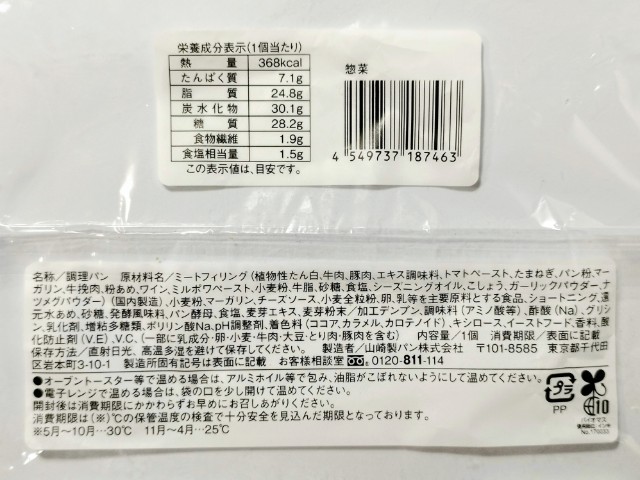 栄養成分表示(1個当たり)
熱量 368kcal
たんぱく質 7.1g
脂質 24.8g
炭水化物 30.1g
糖質 28.2g
食物繊維 1.9g
食塩相当量 1.5g
この表示値は、目安です。
惣菜
4 549737 187463
名称/調理パン 原材料名/ミートフィリング(植物性たん白、牛肉、豚肉、エキス調味料、トマトペースト、たまねぎ、パン粉、マー
ガリン、牛挽肉、粉あめ、ワイン、ミルポワペースト、小麦粉、牛脂、砂糖、食塩、シーズニングオイル、こしょう、ガーリックパウダー、ナ
ツメグパウダー)(国内製造)、小麦粉、マーガリン、チーズソース、小麦全粒粉、卵、乳等を主要原料とする食品、ショートニング、還
元水あめ、砂糖、発酵風味料、パン酵母、食塩、麦芽エキス、麦芽粉末/加工デンプン、調味料(アミノ酸等)、酢酸(Na)、グリシ
ン、乳化剤、増粘多糖類、ポリリン酸Na、pH調整剤、着色料(ココア、カラメル、カロテノイド)、キシロース、イーストフード、香料、酸
化防止剤(V.E)、V.C、(一部に乳成分・卵・小麦・牛肉・大豆・とり肉・豚肉を含む) 内容量/1個 消費期限/表面に記載
保存方法/直射日光、高温多湿を避けて保存してください。 製造者/山崎製パン株式会社 〒101-8585 東京都千代田
区岩本町3-10-1 製造所固有記号は表面に記載 お客様相談室 0120-811-114
●オーブントースター等で温める場合は、アルミホイル等で包み、油脂がこぼれないようにして温めてください。
●電子レンジで温める場合は、袋の口を少し開けて温めてください。
開封後は消費期限にかかわらずお早めにお召しあがりください。
消費期限は(※)℃の保管温度の検査で十分安全を見込んだ期限となっております。
※5月～10月…30℃ 11月～4月…25℃
プラ
PP
10
バイオマス
No.170033